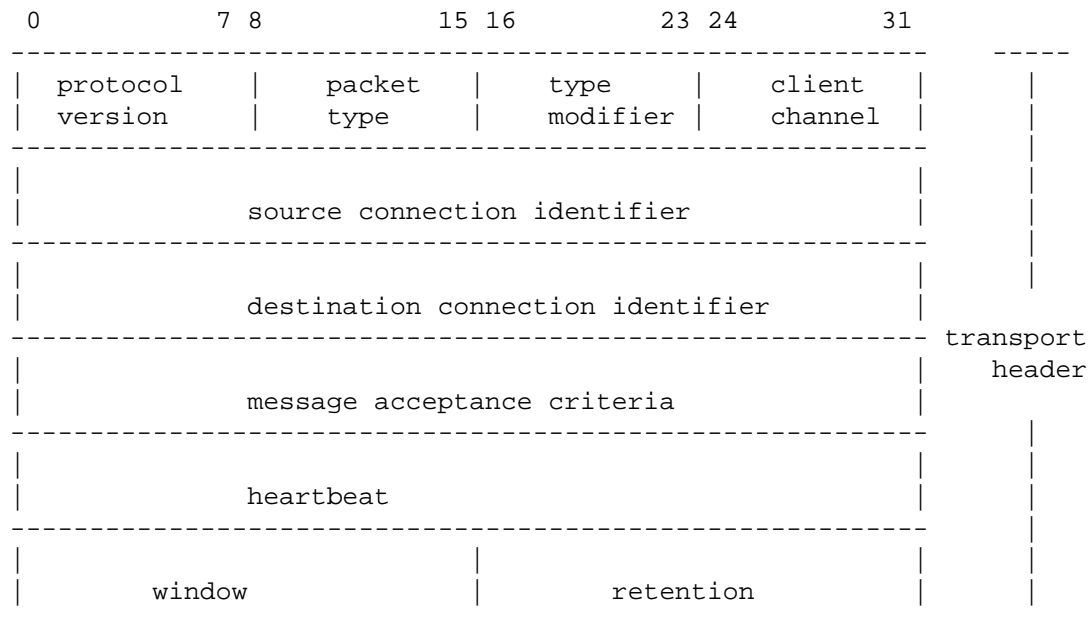 0 7 8 15 16 23 24 31
protocol packet type client
version type modifier channel
source connection identifier
destination connection identifier
transport
header
message acceptance criteria
heartbeat
window retention